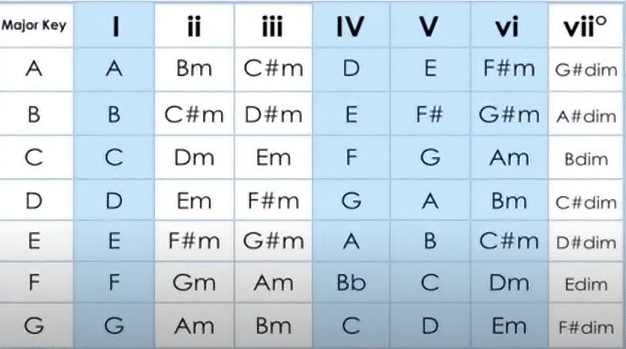 Major Key I ii iii IV V vi vii°
A A Bm C#m D E F#m G#dim
B B C#m D#m E F# G#m A#dim
C C Dm Em F G Am Bdim
D D Em F#m G A Bm C#dim
E E F#m G#m A B C#m D#dim
F F Gm Am Bb C Dm Edim
G G Am Bm C D Em F#dim